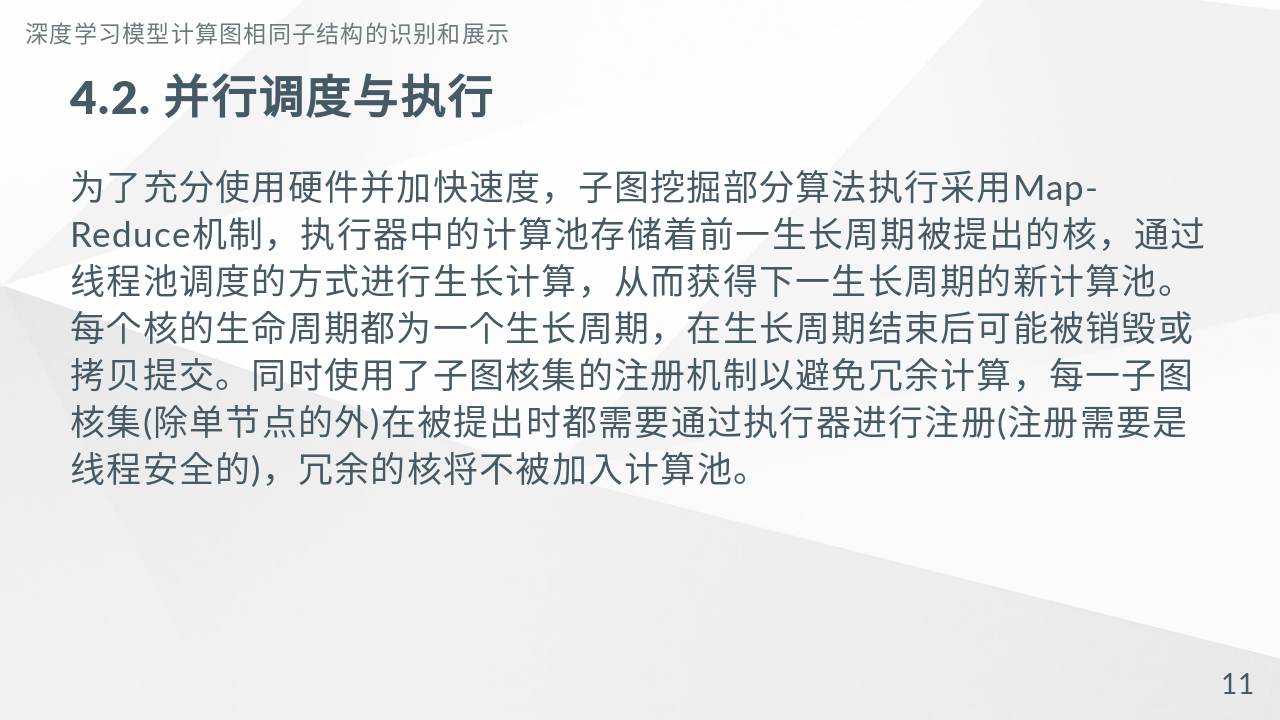 深度学习模型计算图相同子结构的识别和展示
4.2. 并行调度与执行
为了充分使用硬件并加快速度，子图挖掘部分算法执行采用Map-
Reduce机制，执行器中的计算池存储着前一生长周期被提出的核，通过
线程池调度的方式进行生长计算，从而获得下一生长周期的新计算池。
每个核的生命周期都为一个生长周期，在生长周期结束后可能被销毁或
拷贝提交。同时使用了子图核集的注册机制以避免冗余计算，每一子图
核集(除单节点的外)在被提出时都需要通过执行器进行注册(注册需要是
线程安全的)，冗余的核将不被加入计算池。
11